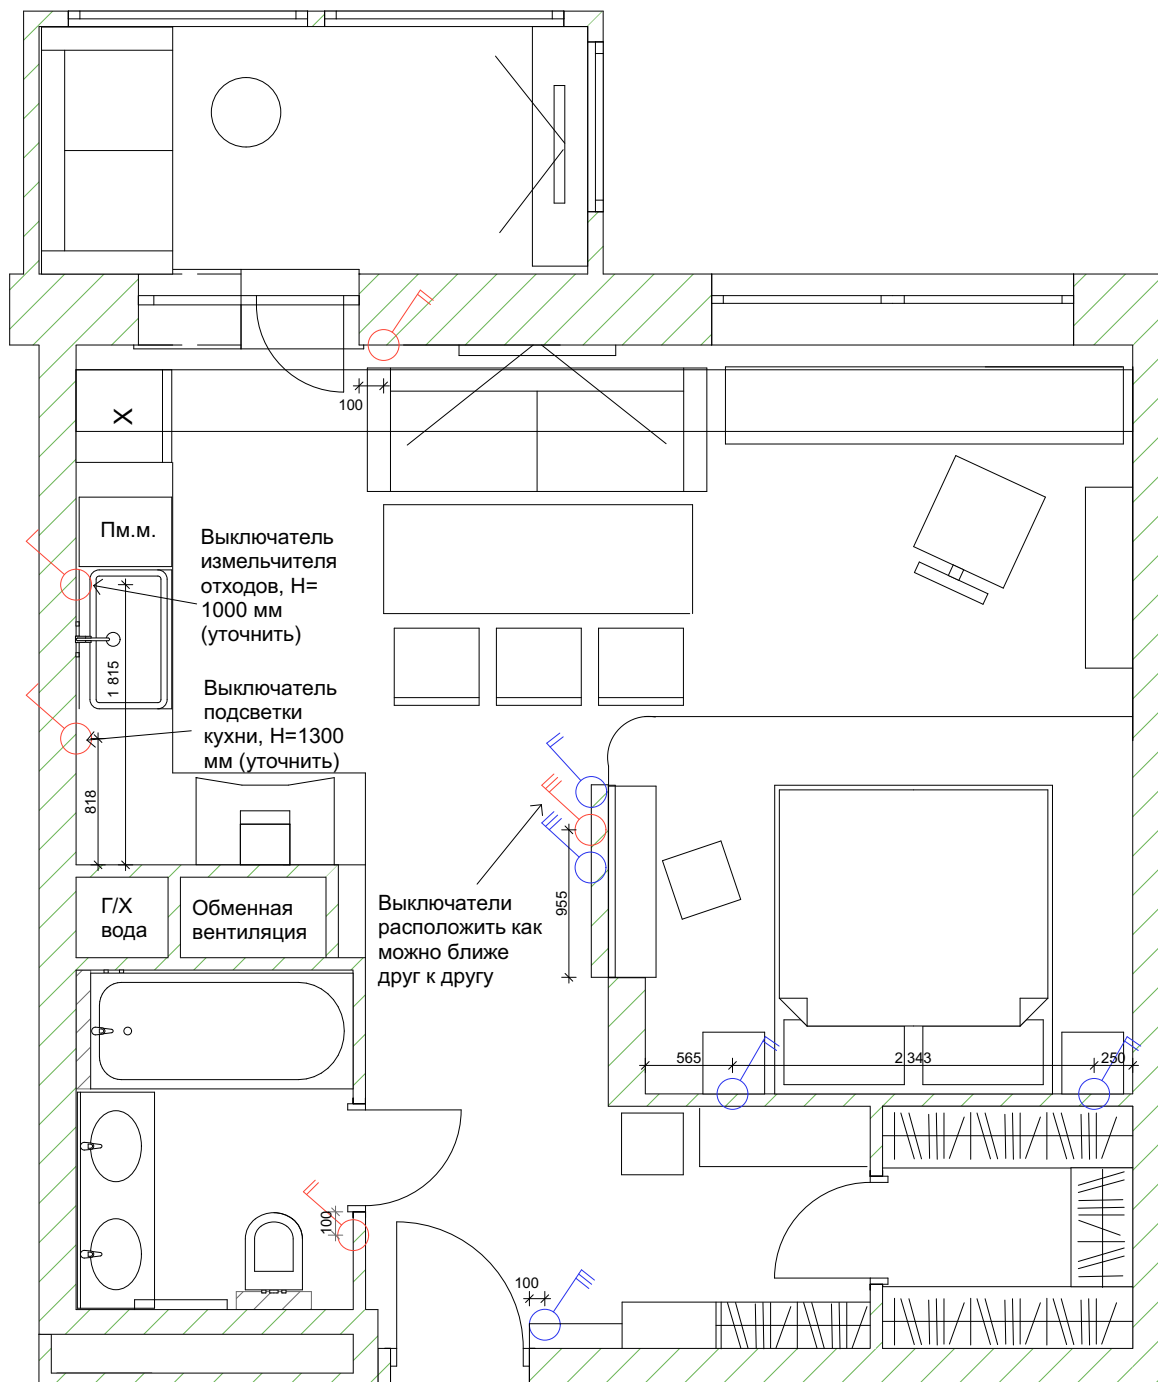 100
X
Пм.м.
Выключатель
измельчителя
отходов, H=
1000 мм
(уточнить)
1 815
Выключатель
подсветки
кухни, H=1300
мм (уточнить)
818
Г/Х
вода
Обменная
вентиляция
Выключатели
расположить как
можно ближе
друг к другу
955
565
2 343
250
100
100